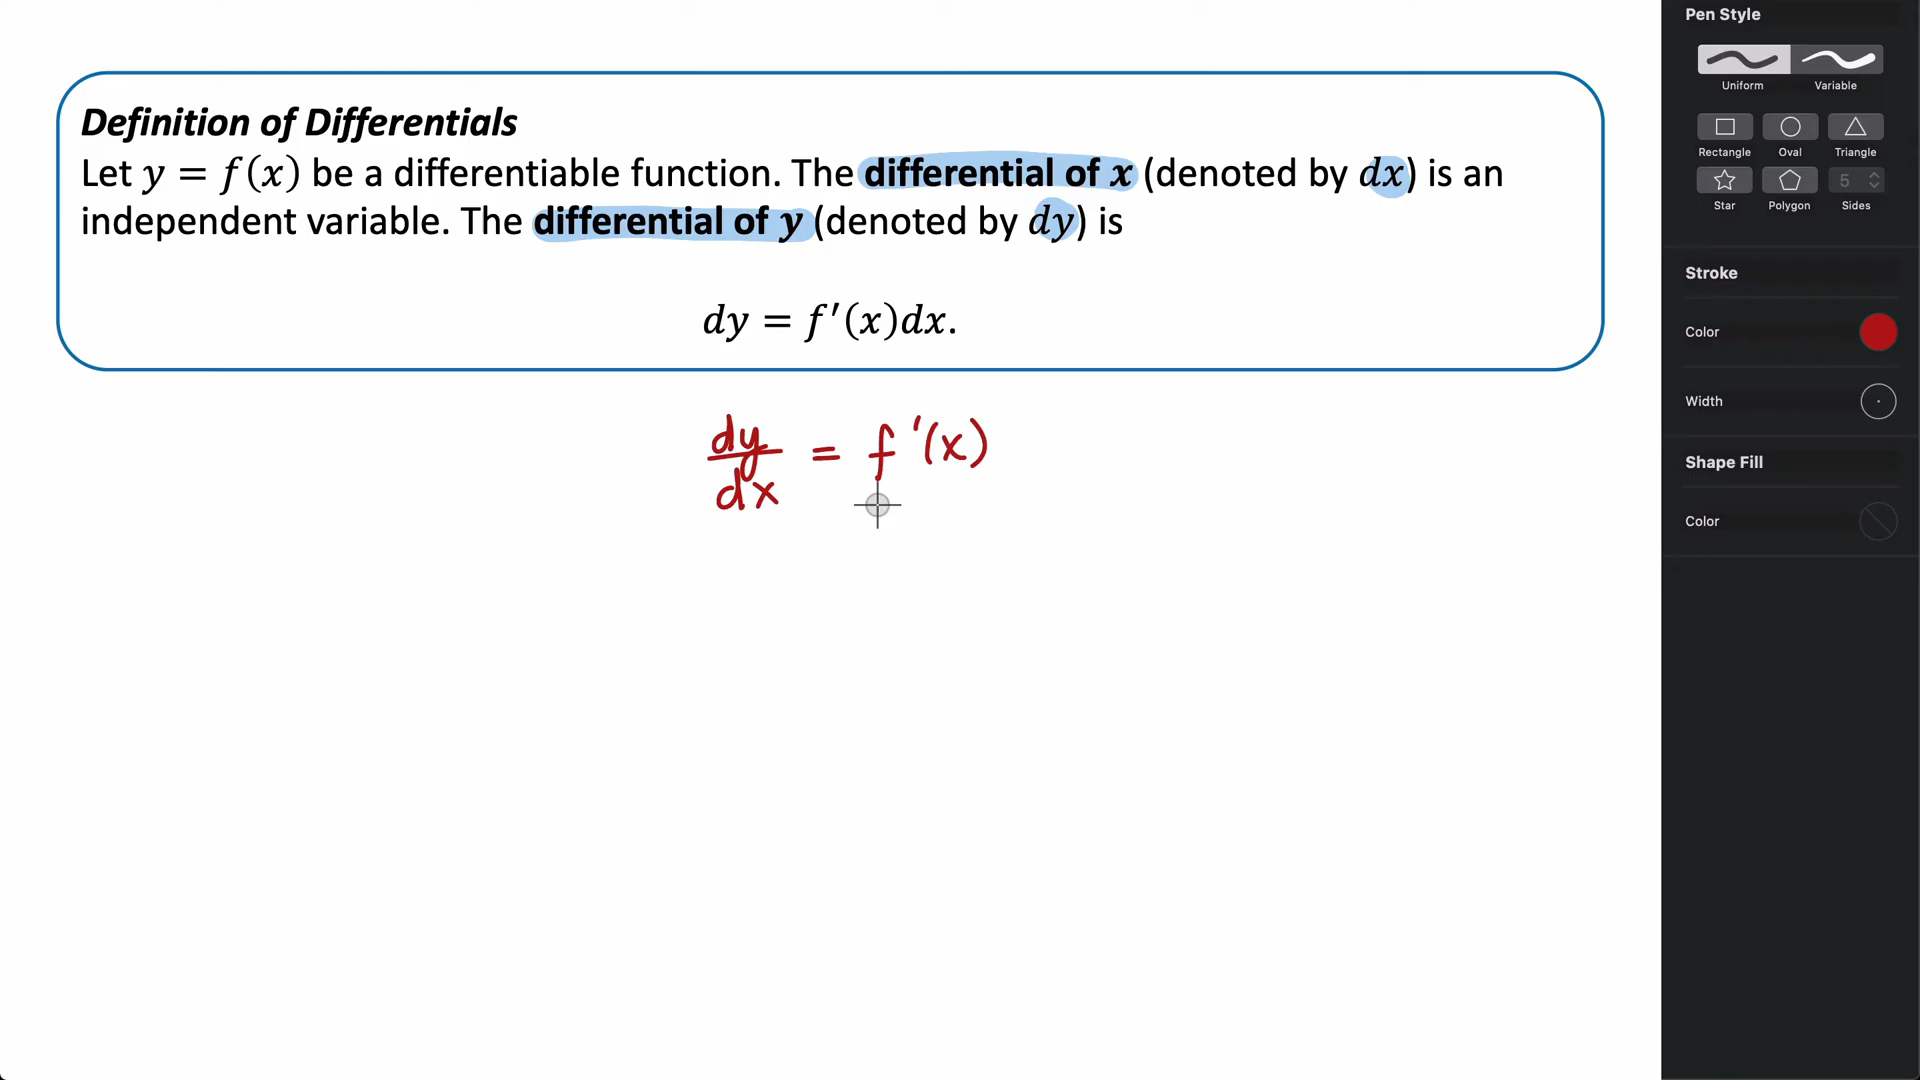 Pen Style
Uniform Variable
Definition of Differentials
Let y = f(x) be a differentiable function. The differential of x (denoted by dx) is an
independent variable. The differential of y (denoted by dy) is
dy = f′(x)dx.
dy/dx = f'(x)
Rectangle Oval Triangle
5
Star Polygon Sides
Stroke
Color
Width
Shape Fill
Color